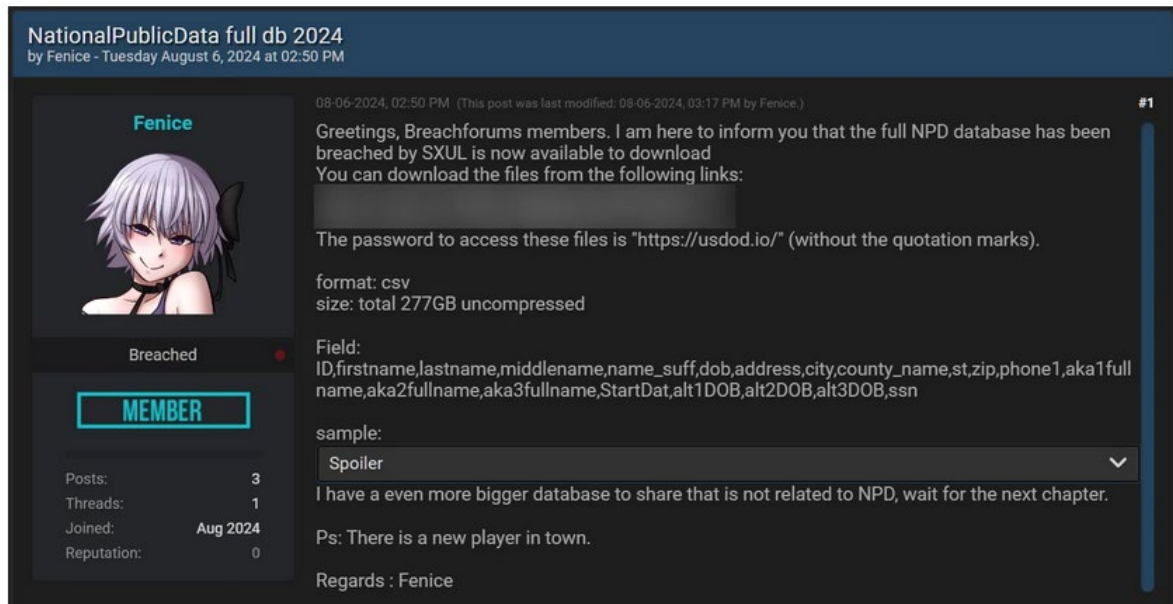 NationalPublicData full db 2024
by Fenice - Tuesday August 6, 2024 at 02:50 PM
Fenice
Breached
MEMBER
Posts: 3
Threads: 1
Joined: Aug 2024
Reputation: 0
08-06-2024, 02:50 PM (This post was last modified: 08-06-2024, 03:17 PM by Fenice.) #1
Greetings, Breachforums members. I am here to inform you that the full NPD database has been
breached by SXUL is now available to download
You can download the files from the following links:
The password to access these files is "https://usdod.io/" (without the quotation marks).
format: csv
size: total 277GB uncompressed
Field:
ID,firstname,lastname,middlename,name_suff,dob,address,city,county_name,st,zip,phone1,aka1full
name,aka2fullname,aka3fullname,StartDat,alt1DOB,alt2DOB,alt3DOB,ssn
sample:
Spoiler
I have a even more bigger database to share that is not related to NPD, wait for the next chapter.
Ps: There is a new player in town.
Regards : Fenice